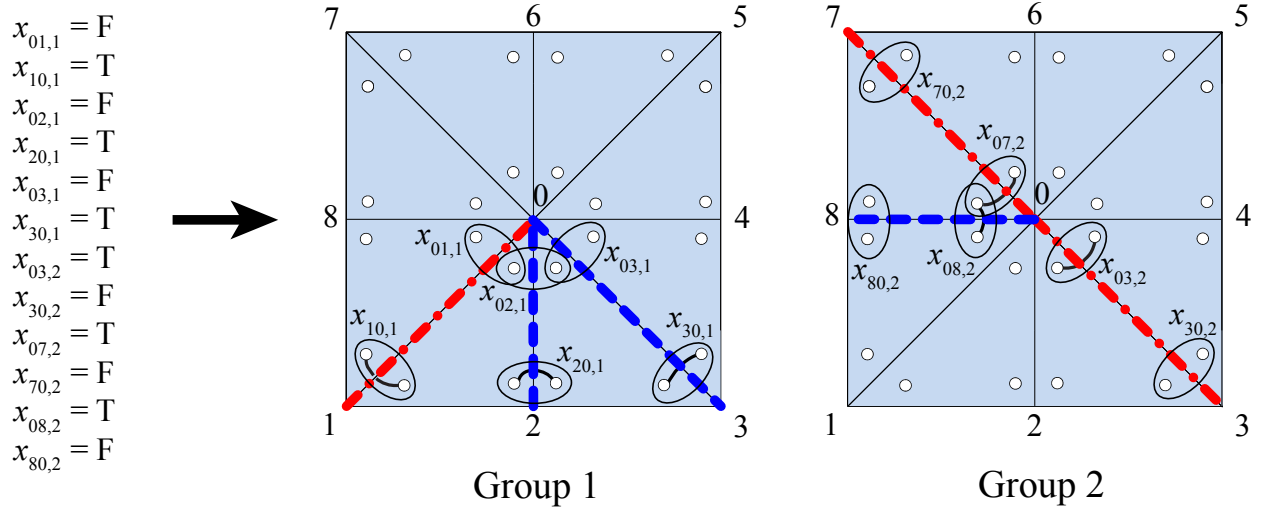 x01,1 = F
x10,1 = T
x02,1 = F
x20,1 = T
x03,1 = F
x30,1 = T
x03,2 = T
x30,2 = F
x07,2 = T
x70,2 = F
x08,2 = T
x80,2 = F
7 6 5
0
8 4
x01,1
x03,1
x02,1
x10,1
x30,1
x20,1
1 2 3
Group 1
7 6 5
x70,2
x07,2
0
8 4
x80,2
x08,2
x03,2
x30,2
1 2 3
Group 2